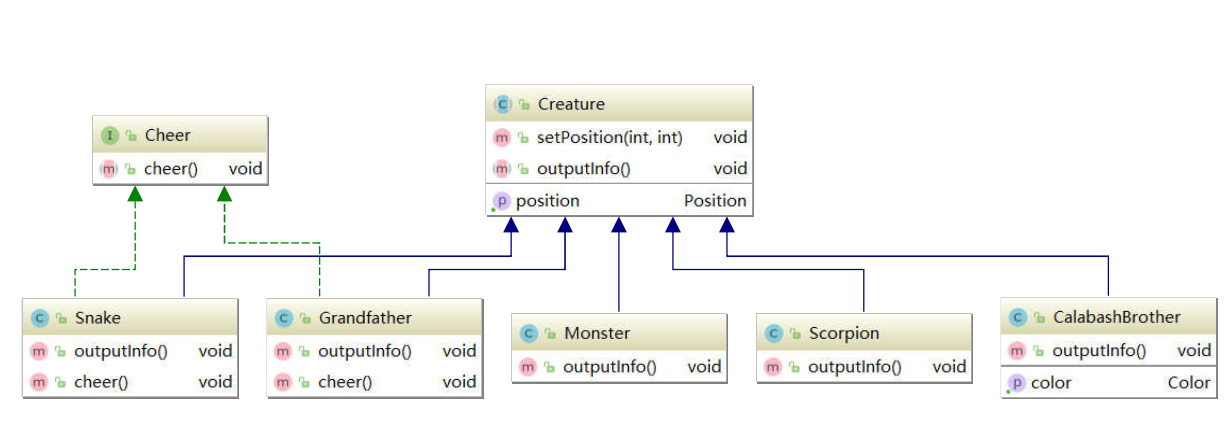 I Cheer
m cheer() void
C Creature
m setPosition(int, int) void
m outputInfo() void
p position Position
C Snake
m outputInfo() void
m cheer() void
C Grandfather
m outputInfo() void
m cheer() void
C Monster
m outputInfo() void
C Scorpion
m outputInfo() void
C CalabashBrother
m outputInfo() void
p color Color